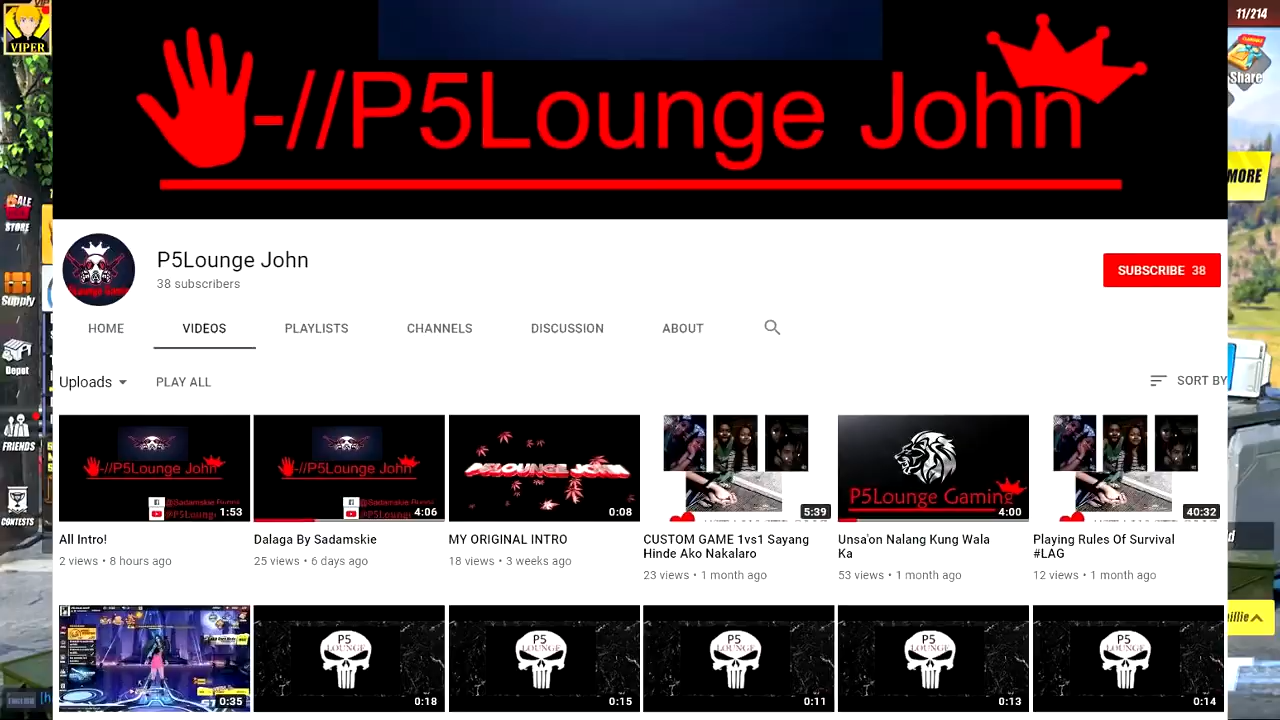 VIPER
11/214
-//P5Lounge John
Share
SALE
STORE
MORE
P5Lounge John
38 subscribers
SUBSCRIBE 38
Supply
HOME
VIDEOS
PLAYLISTS
CHANNELS
DISCUSSION
ABOUT
Depot
Uploads
PLAY ALL
SORT BY
FRIENDS
CONTESTS
-//P5Lounge John
@Sadamskie
@P5Lounge
1:53
-//P5Lounge John
@Sadamskie
@P5Lounge
4:06
P5LOUNGE JOHN
0:08
5:39
P5Lounge Gaming
4:00
40:32
All Intro!
2 views • 8 hours ago
Dalaga By Sadamskie
25 views • 6 days ago
MY ORIGINAL INTRO
18 views • 3 weeks ago
CUSTOM GAME 1vs1 Sayang
Hinde Ako Nakalaro
23 views • 1 month ago
Unsa'on Nalang Kung Wala
Ka
53 views • 1 month ago
Playing Rules Of Survival
#LAG
12 views • 1 month ago
0:35
P5
LOUNGE
0:18
P5
LOUNGE
0:15
P5
LOUNGE
0:11
P5
LOUNGE
0:13
P5
LOUNGE
0:14